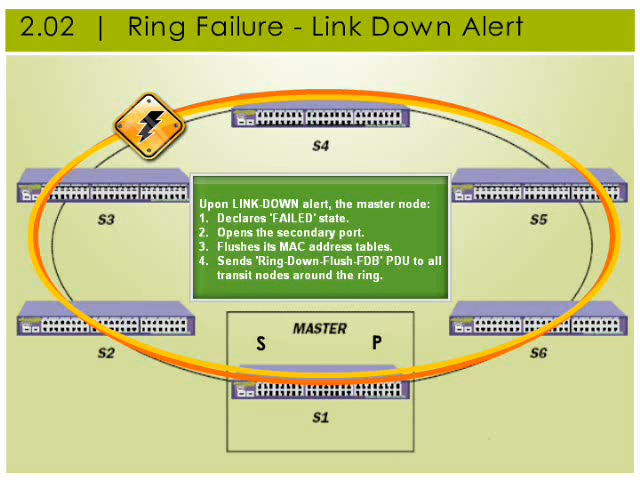 2.02 | Ring Failure - Link Down Alert
S4
S3
S5
Upon LINK-DOWN alert, the master node:
1. Declares 'FAILED' state.
2. Opens the secondary port.
3. Flushes its MAC address tables.
4. Sends 'Ring-Down-Flush-FDB' PDU to all
transit nodes around the ring.
MASTER
S P
S2
S6
S1